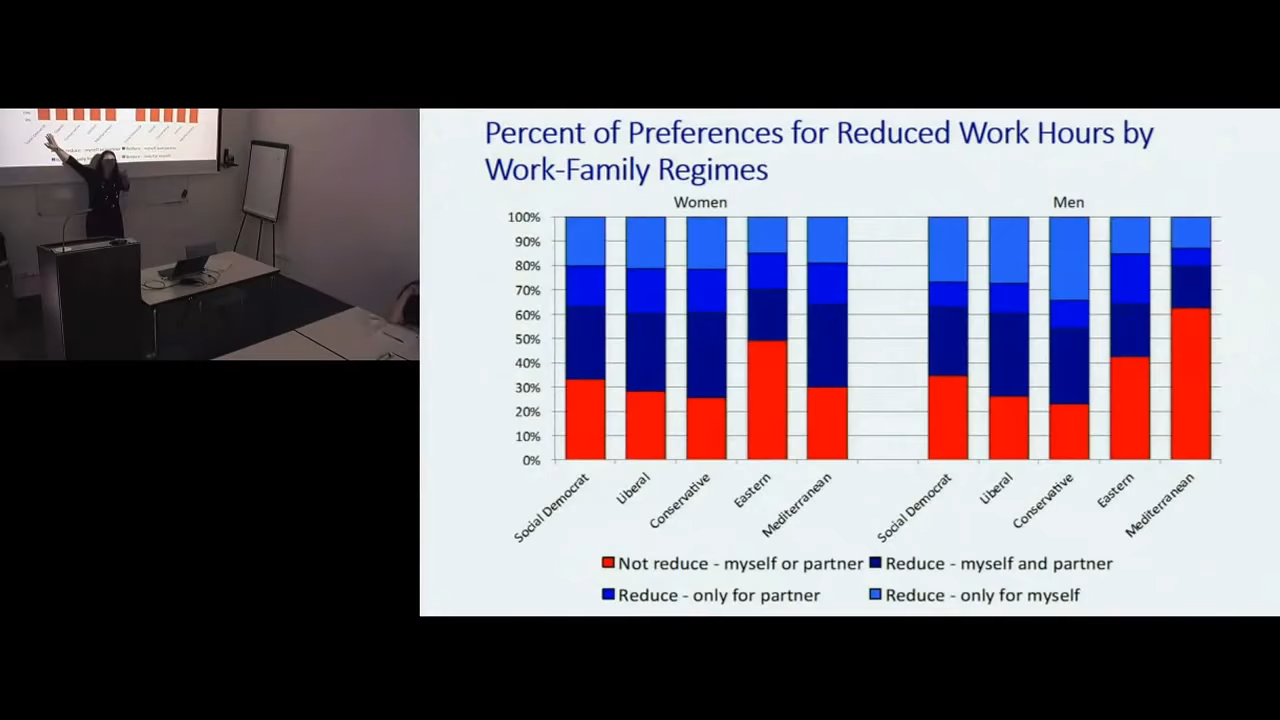 Percent of Preferences for Reduced Work Hours by
Work-Family Regimes
Women
Men
100%
90%
80%
70%
60%
50%
40%
30%
20%
10%
0%
Social Democrat
Liberal
Conservative
Eastern
Mediterranean
Social Democrat
Liberal
Conservative
Eastern
Mediterranean
Not reduce - myself or partner
Reduce - myself and partner
Reduce - only for partner
Reduce - only for myself